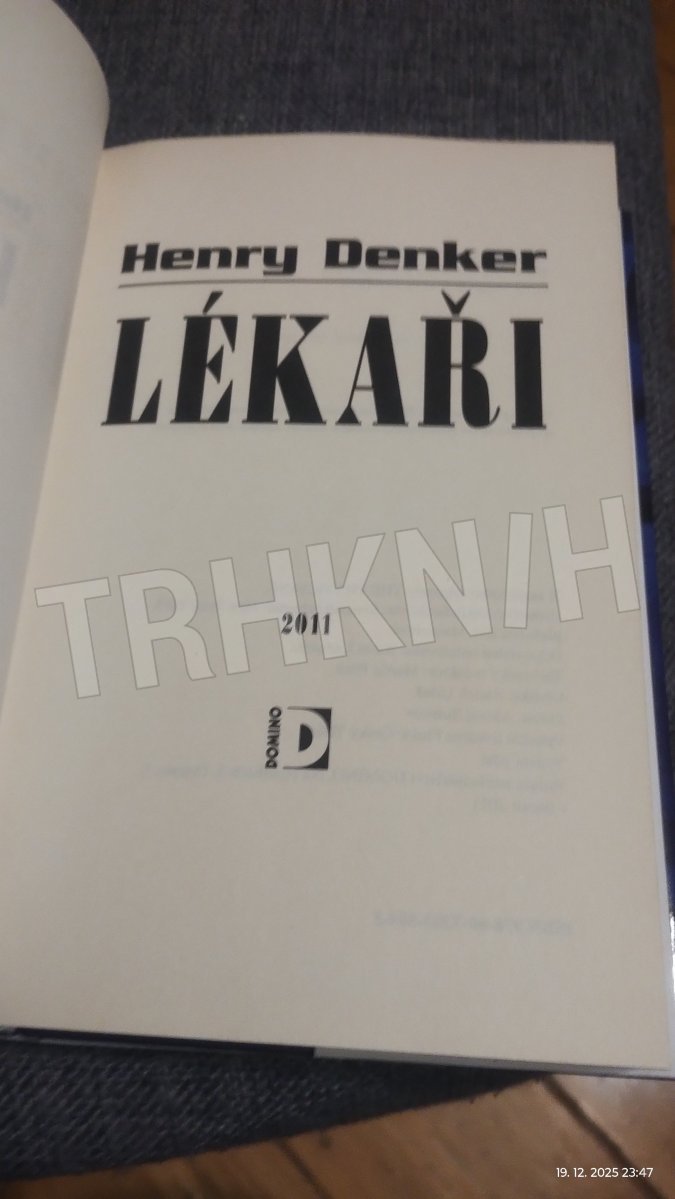 Henry Denker
LÉKAŘI
TRHKNIH
2011
DOMINO
D
19. 12. 2025 23:47